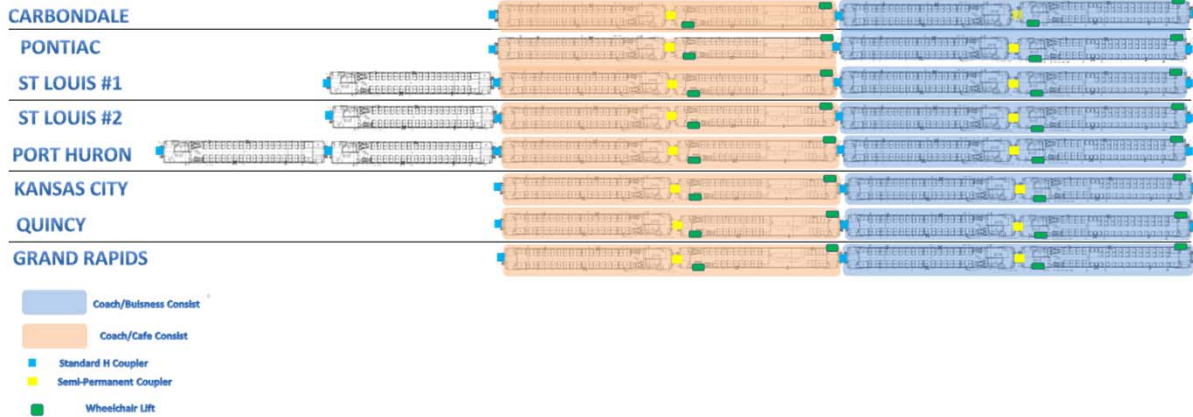 CARBONDALE
PONTIAC
ST LOUIS #1
ST LOUIS #2
PORT HURON
KANSAS CITY
QUINCY
GRAND RAPIDS
Coach/Buisness Consist
Coach/Cafe Consist
Standard H Coupler
Semi-Permanent Coupler
Wheelchair Lift